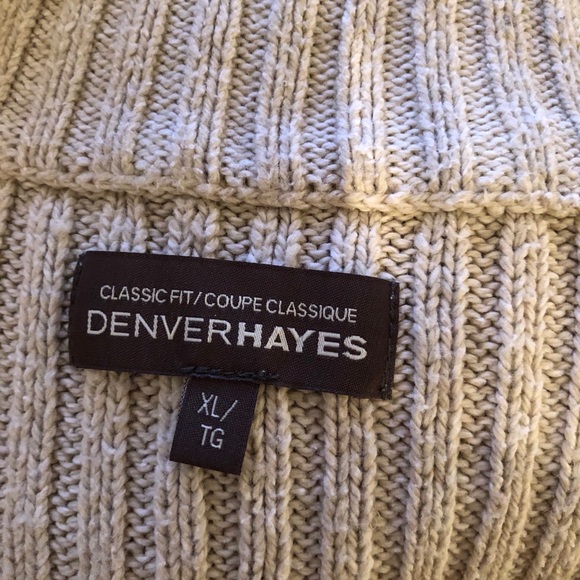 CLASSIC FIT/COUPE CLASSIQUE
DENVERHAYES
XL/
TG